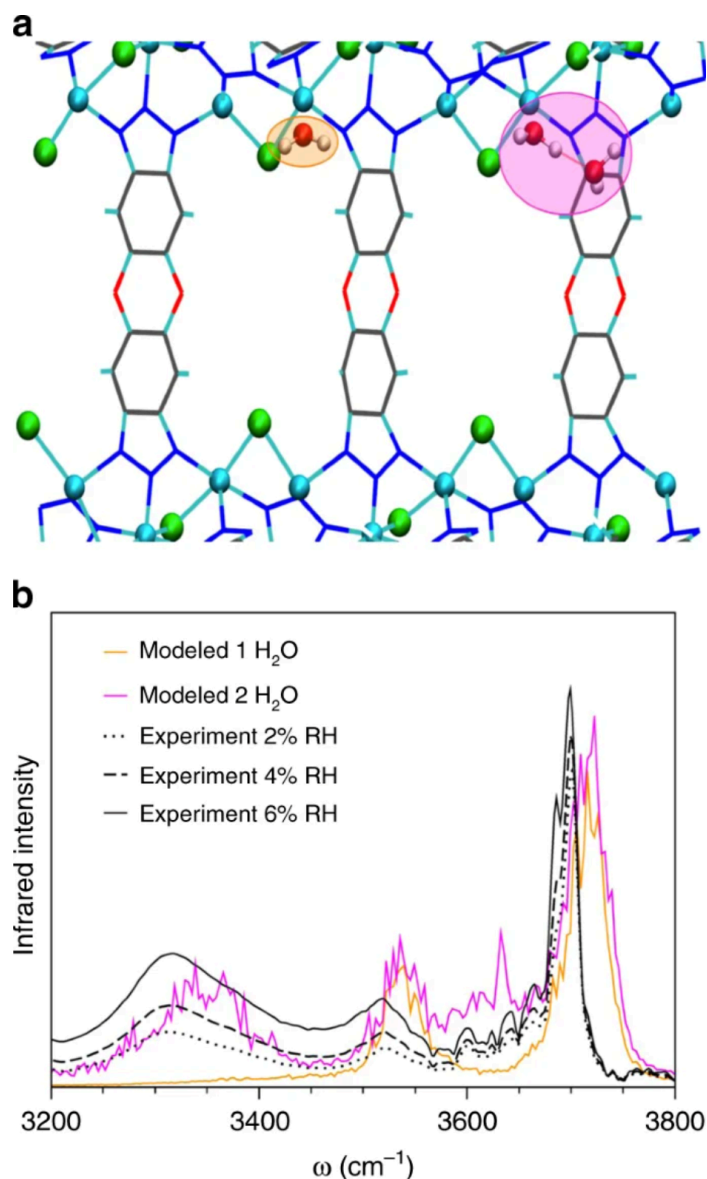 a
b
Modeled 1 H₂O
Modeled 2 H₂O
Experiment 2% RH
Experiment 4% RH
Experiment 6% RH
Infrared intensity
3200 3400 3600 3800
ω (cm⁻¹)